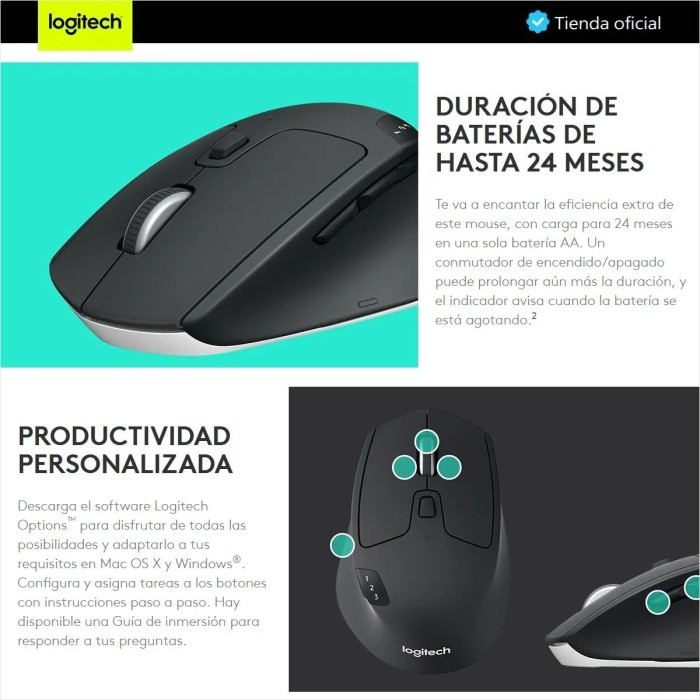 logitech
Tienda oficial
DURACIÓN DE
BATERÍAS DE
HASTA 24 MESES
Te va a encantar la eficiencia extra de
este mouse, con carga para 24 meses
en una sola batería AA. Un
conmutador de encendido/apagado
puede prolongar aún más la duración, y
el indicador avisa cuando la batería se
está agotando.²
PRODUCTIVIDAD
PERSONALIZADA
Descarga el software Logitech
Options™ para disfrutar de todas las
posibilidades y adaptarlo a tus
requisitos en Mac OS X y Windows®.
Configura y asigna tareas a los botones
con instrucciones paso a paso. Hay
disponible una Guía de inmersión para
responder a tus preguntas.
1
2
3
logitech